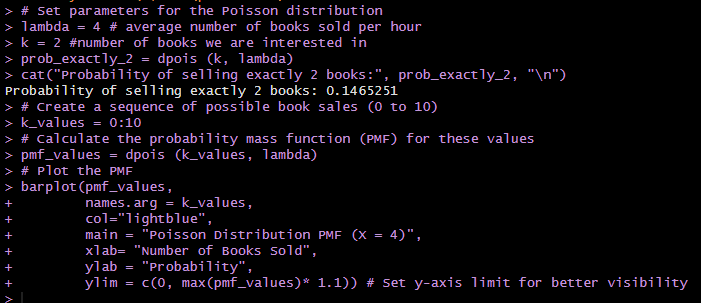 > # Set parameters for the Poisson distribution
> lambda = 4 # average number of books sold per hour
> k = 2 #number of books we are interested in
> prob_exactly_2 = dpois (k, lambda)
> cat("Probability of selling exactly 2 books:", prob_exactly_2, "\n")
Probability of selling exactly 2 books: 0.1465251
> # Create a sequence of possible book sales (0 to 10)
> k_values = 0:10
> # Calculate the probability mass function (PMF) for these values
> pmf_values = dpois (k_values, lambda)
> # Plot the PMF
> barplot(pmf_values,
+         names.arg = k_values,
+         col="lightblue",
+         main = "Poisson Distribution PMF (X = 4)",
+         xlab= "Number of Books Sold",
+         ylab = "Probability",
+         ylim = c(0, max(pmf_values)* 1.1)) # Set y-axis limit for better visibility
>